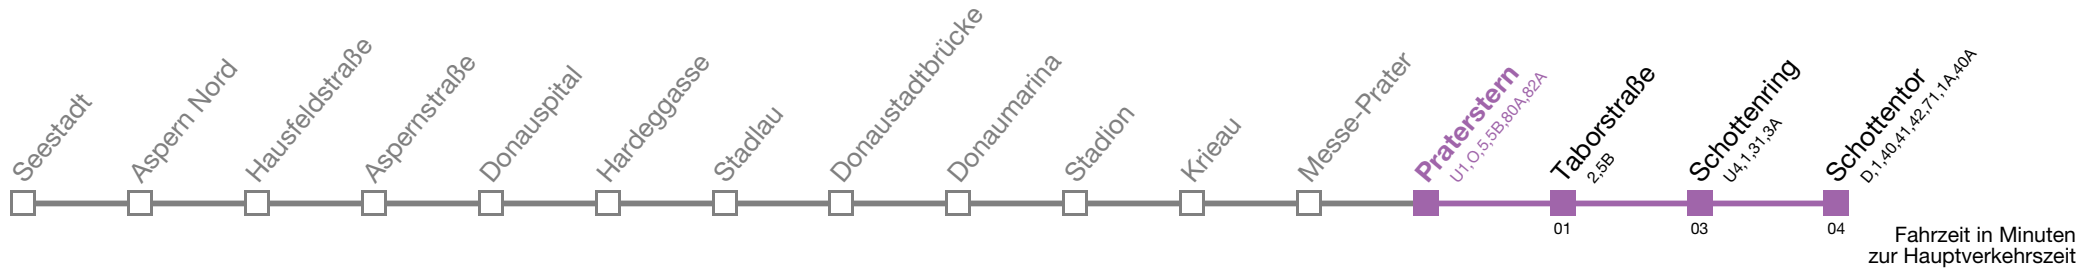 Seestadt
Aspern Nord
Hausfeldstraße
Aspernstraße
Donauspital
Hardeggasse
Stadlau
Donaustadtbrücke
Donaumarina
Stadion
Krieau
Messe-Prater
Praterstern
U1,O,5,5B,80A,82A
Taborstraße
2,5B
Schottenring
U4,1,31,3A
Schottentor
D,1,40,41,42,71,1A,40A
01
03
04
Fahrzeit in Minuten
zur Hauptverkehrszeit